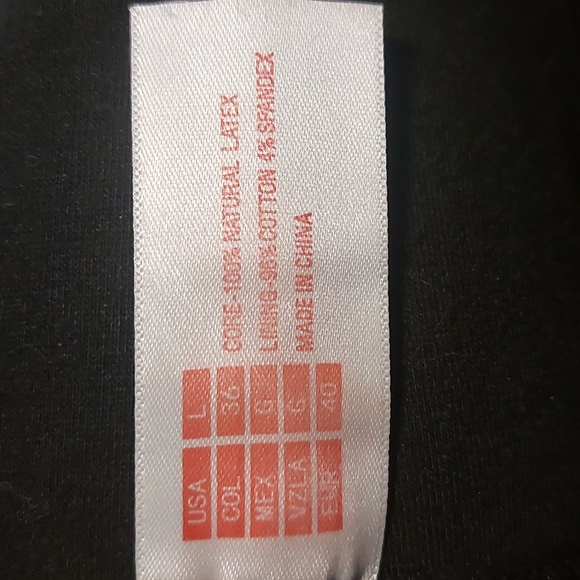 USA L
COL 36
MEX G
VZLA G
EUR 40
CORE-100% NATURAL LATEX
LINING-96% COTTON 4% SPANDEX
MADE IN CHINA